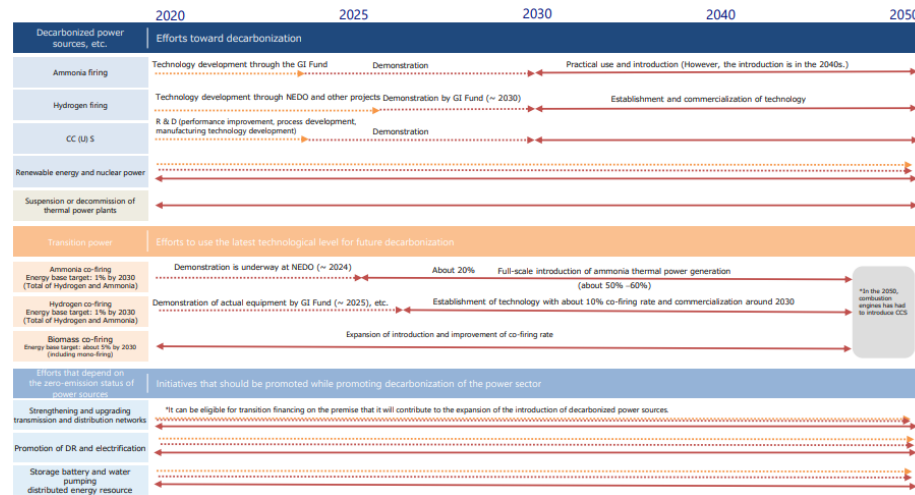 2020 2025 2030 2040 2050
Decarbonized power
sources, etc.
Efforts toward decarbonization
Ammonia firing
Technology development through the GI Fund
Demonstration
Practical use and introduction (However, the introduction is in the 2040s.)
Hydrogen firing
Technology development through NEDO and other projects
Demonstration by GI Fund (~ 2030)
Establishment and commercialization of technology
CC (U) S
R & D (performance improvement, process development,
manufacturing technology development)
Demonstration
Renewable energy and nuclear power
Suspension or decommission of
thermal power plants
Transition power
Efforts to use the latest technological level for future decarbonization
Ammonia co-firing
Energy base target: 1% by 2030
(Total of Hydrogen and Ammonia)
Demonstration is underway at NEDO (~ 2024)
About 20%
Full-scale introduction of ammonia thermal power generation
(about 50% –60%)
Hydrogen co-firing
Energy base target: 1% by 2030
(Total of Hydrogen and Ammonia)
Demonstration of actual equipment by GI Fund (~ 2025), etc.
Establishment of technology with about 10% co-firing rate and commercialization around 2030
*In the 2050,
combustion
engines has had
to introduce CCS
Biomass co-firing
Energy base target: about 5% by 2030
(including mono-firing)
Expansion of introduction and improvement of co-firing rate
Efforts that depend on
the zero-emission status of
power sources
Initiatives that should be promoted while promoting decarbonization of the power sector
Strengthening and upgrading
transmission and distribution networks
*It can be eligible for transition financing on the premise that it will contribute to the expansion of the introduction of decarbonized power sources.
Promotion of DR and electrification
Storage battery and water
pumping
distributed energy resource